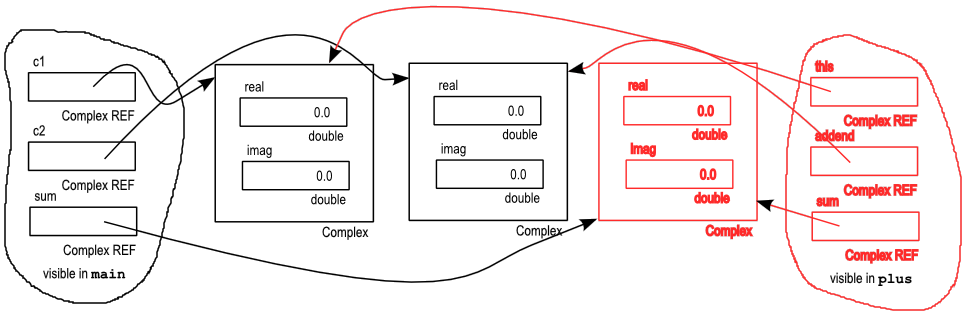 c1
Complex REF
c2
Complex REF
sum
Complex REF
visible in main
real
0.0
double
imag
0.0
double
Complex
real
0.0
double
imag
0.0
double
Complex
real
0.0
double
imag
0.0
double
Complex
this
Complex REF
addend
Complex REF
sum
Complex REF
visible in plus